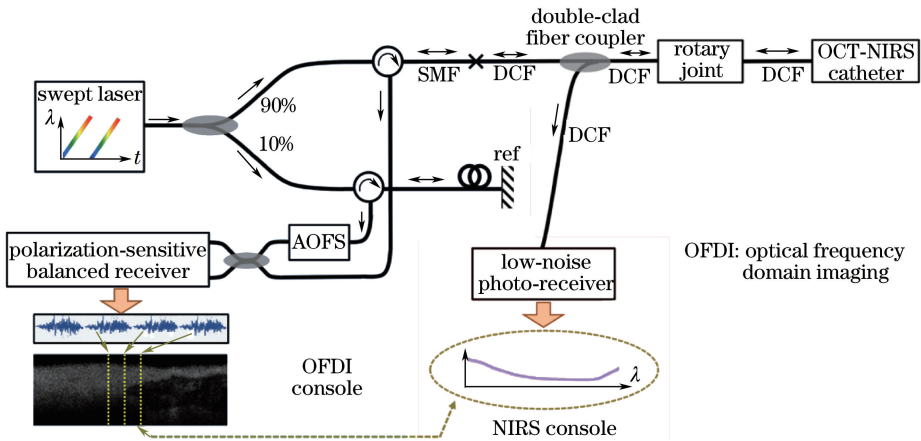 double-clad
fiber coupler
SMF
DCF
DCF
rotary
joint
DCF
OCT-NIRS
catheter
swept laser
λ
t
90%
10%
DCF
ref
AOFS
polarization-sensitive
balanced receiver
low-noise
photo-receiver
OFDI: optical frequency
domain imaging
OFDI
console
λ
NIRS console